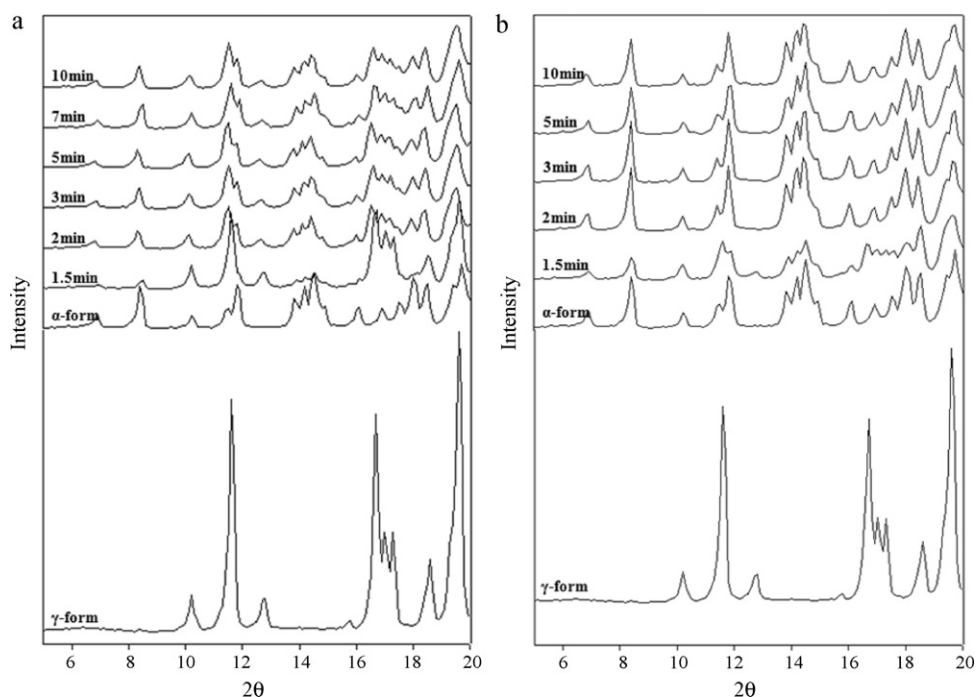 a
10min
7min
5min
3min
2min
1.5min
α-form
γ-form
Intensity
6 8 10 12 14 16 18 20
2θ
b
10min
5min
3min
2min
1.5min
α-form
γ-form
Intensity
6 8 10 12 14 16 18 20
2θ